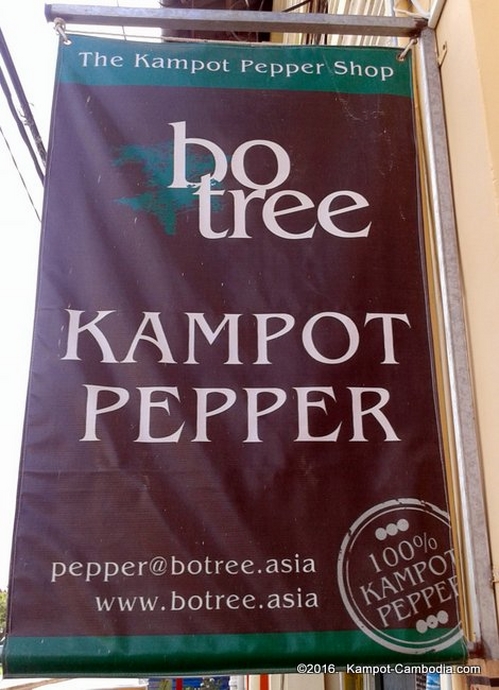 The Kampot Pepper Shop
bo
tree
KAMPOT
PEPPER
pepper@botree.asia
www.botree.asia
100%
KAMPOT
PEPPER
©2016. Kampot-Cambodia.com